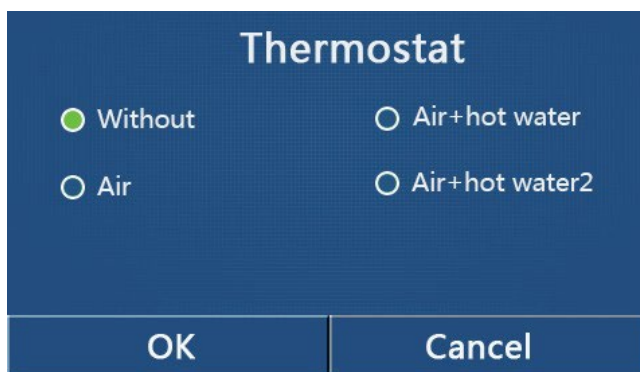 Thermostat
Without
Air+hot water
Air
Air+hot water2
OK
Cancel